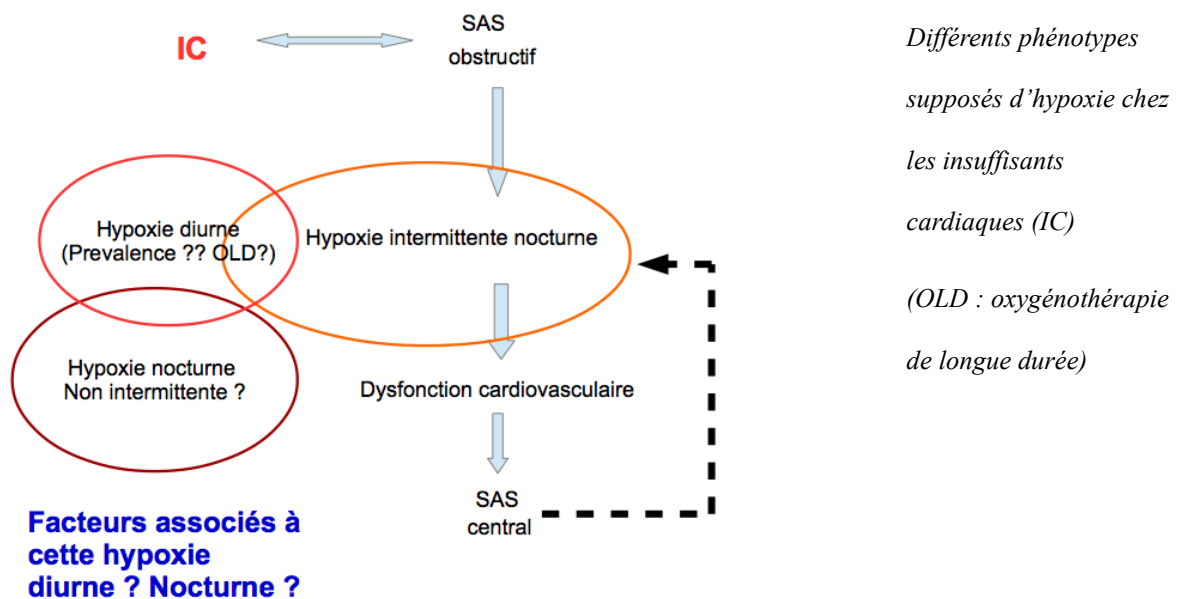 IC
SAS
obstructif
Hypoxie diurne
(Prevalence ?? OLD?)
Hypoxie intermittente nocturne
Hypoxie nocturne
Non intermittente ?
Dysfonction cardiovasculaire
SAS
central
Facteurs associés à
cette hypoxie
diurne ? Nocturne ?
Différents phénotypes
supposés d’hypoxie chez
les insuffisants
cardiaques (IC)
(OLD : oxygénothérapie
de longue durée)